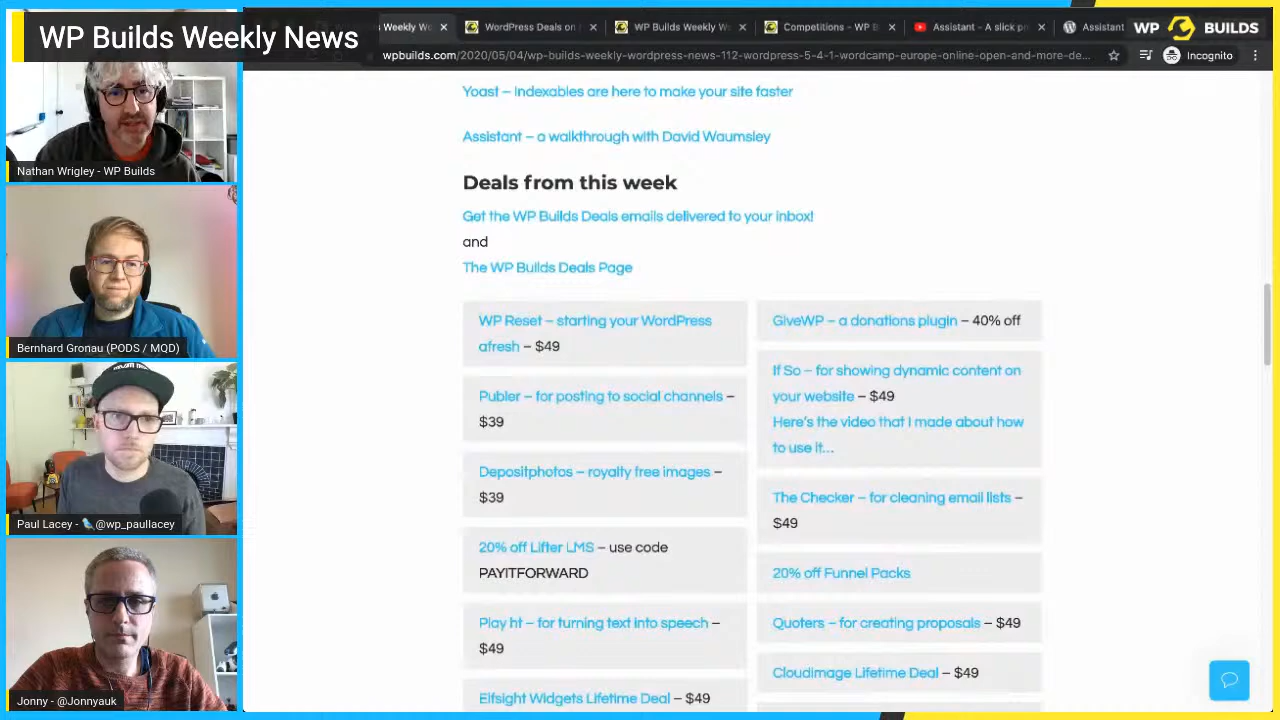 WP Builds Weekly News
Nathan Wrigley - WP Builds
Bernhard Gronau (PODS / MQD)
Paul Lacey - 🐦@wp_paullacey
Jonny - @Jonnyauk
Weekly Wo
WordPress Deals on
WP Builds Weekly W
Competitions – WP B
Assistant – A slick pr
Assistant
WP BUILDS
wpbuilds.com/2020/05/04/wp-builds-weekly-wordpress-news-112-wordpress-5-4-1-wordcamp-europe-online-open-and-more-de...
Incognito
Yoast – Indexables are here to make your site faster
Assistant – a walkthrough with David Waumsley
Deals from this week
Get the WP Builds Deals emails delivered to your inbox!
and
The WP Builds Deals Page
WP Reset – starting your WordPress
afresh – $49
Publer – for posting to social channels –
$39
Depositphotos – royalty free images –
$39
20% off Lifter LMS – use code
PAYITFORWARD
Play ht – for turning text into speech –
$49
Elfsight Widgets Lifetime Deal – $49
GiveWP – a donations plugin – 40% off
If So – for showing dynamic content on
your website – $49
Here's the video that I made about how
to use it…
The Checker – for cleaning email lists –
$49
20% off Funnel Packs
Quoters – for creating proposals – $49
Cloudimage Lifetime Deal – $49